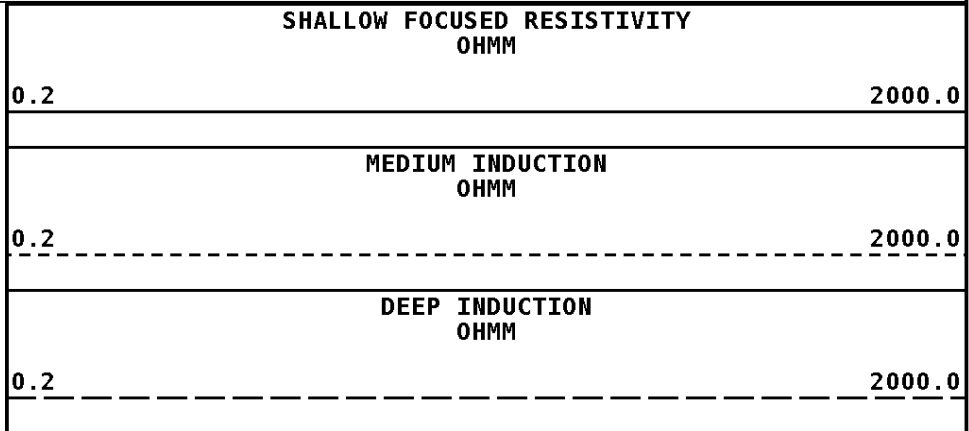 SHALLOW FOCUSED RESISTIVITY
OHMM
0.2 2000.0
MEDIUM INDUCTION
OHMM
0.2 2000.0
DEEP INDUCTION
OHMM
0.2 2000.0